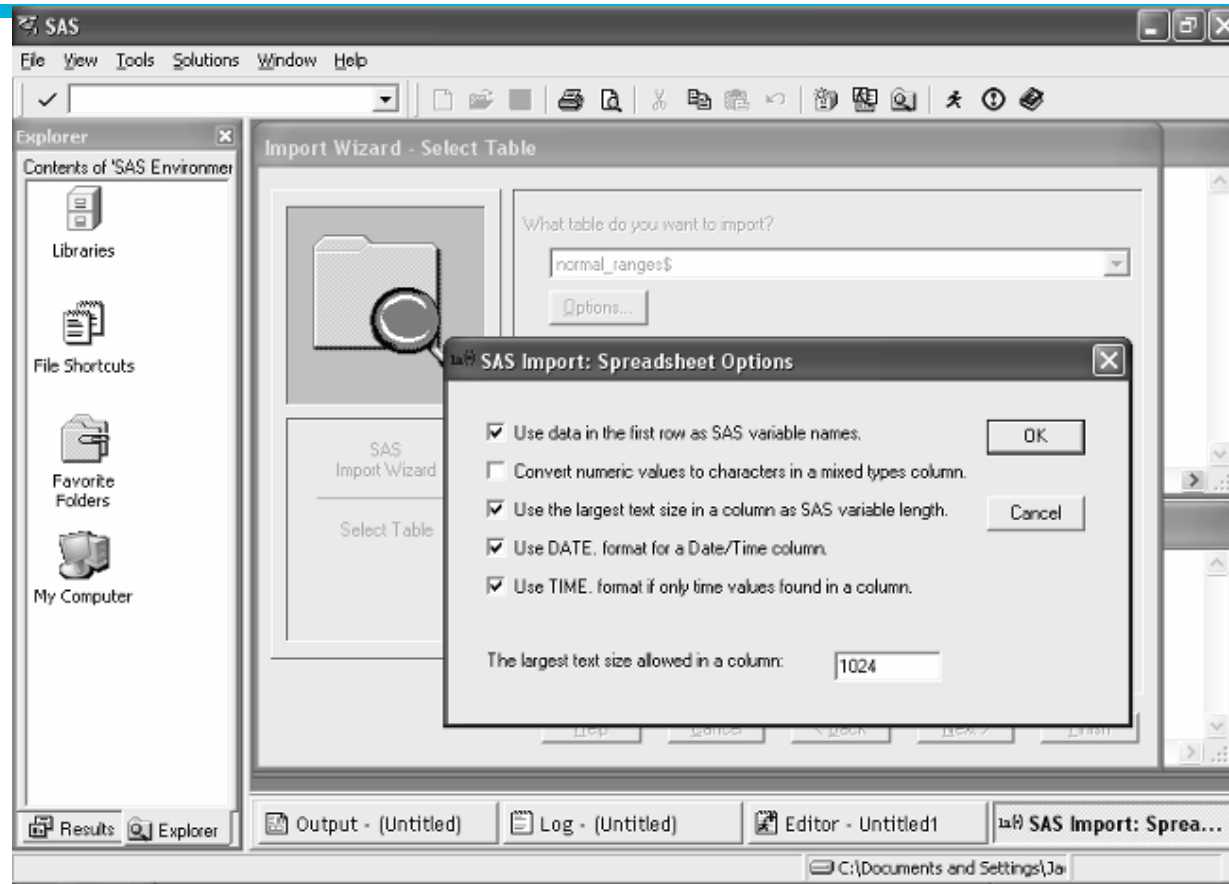 SAS
File View Tools Solutions Window Help
Explorer
Contents of 'SAS Environmer
Libraries
File Shortcuts
Favorite
Folders
My Computer
Results Explorer
Import Wizard - Select Table
What table do you want to import?
normal_ranges$
Options...
SAS
Import Wizard
Select Table
SAS Import: Spreadsheet Options
Use data in the first row as SAS variable names.
Convert numeric values to characters in a mixed types column.
Use the largest text size in a column as SAS variable length.
Use DATE. format for a Date/Time column.
Use TIME. format if only time values found in a column.
The largest text size allowed in a column: 1024
OK
Cancel
Help Cancel < Back Next > Finish
Output - (Untitled) Log - (Untitled) Editor - Untitled1 SAS Import: Sprea...
C:\Documents and Settings\Ja